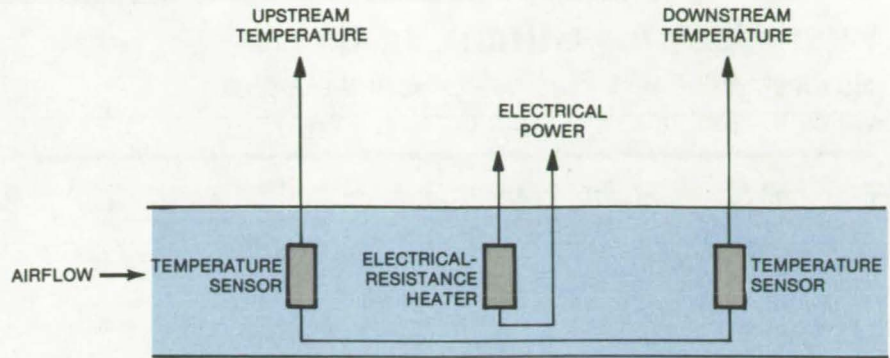 UPSTREAM
TEMPERATURE
DOWNSTREAM
TEMPERATURE
ELECTRICAL
POWER
AIRFLOW
TEMPERATURE
SENSOR
ELECTRICAL-
RESISTANCE
HEATER
TEMPERATURE
SENSOR